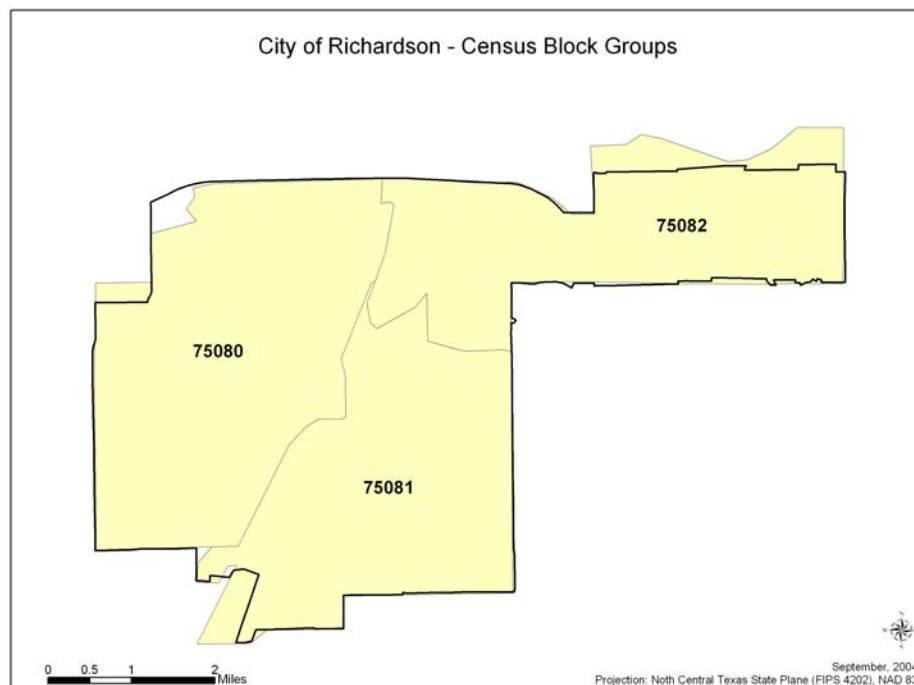 City of Richardson - Census Block Groups
75082
75080
75081
0 0.5 1 2
Miles
September, 2004
Projection: Noth Central Texas State Plane (FIPS 4202), NAD 83